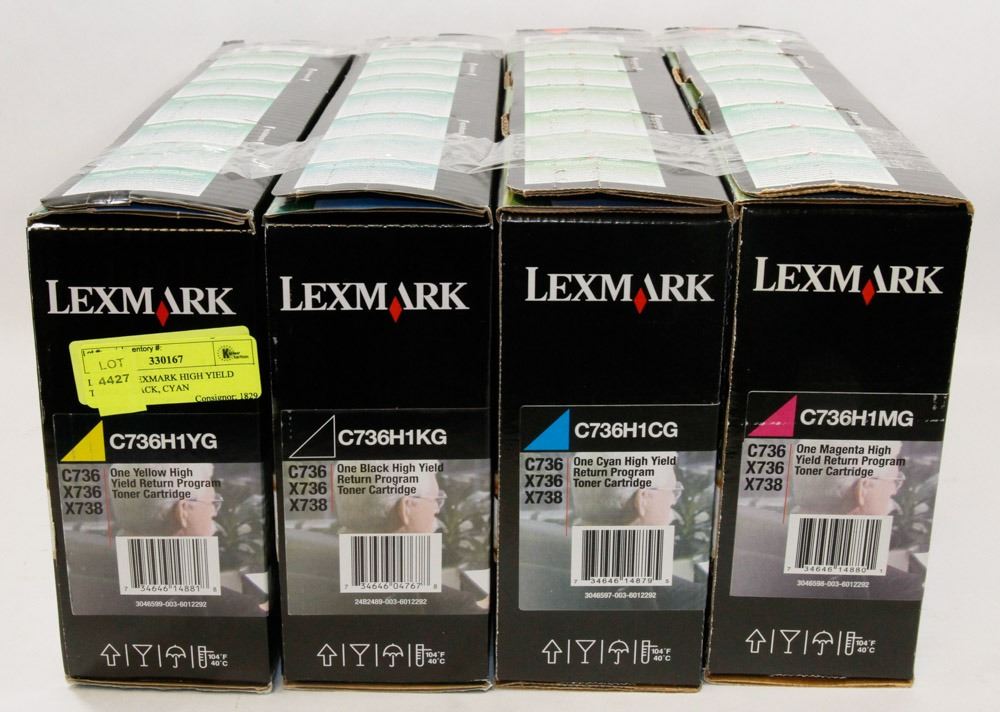 LEXMARK
entory #:
LOT 330167
4427 EXMARK HIGH YIELD
ACK, CYAN
Consignor: 1829
C736H1YG
C736
X736
X738
One Yellow High
Yield Return Program
Toner Cartridge
7 34646 14881 8
3046599-003-6012292
104°F
40°C
LEXMARK
C736H1KG
C736
X736
X738
One Black High Yield
Return Program
Toner Cartridge
7 34646 04767 8
24B2489-003-6012292
104°F
40°C
LEXMARK
C736H1CG
C736
X736
X738
One Cyan High Yield
Return Program
Toner Cartridge
7 34646 14879 5
3046597-003-6012292
104°F
40°C
LEXMARK
C736H1MG
C736
X736
X738
One Magenta High
Yield Return Program
Toner Cartridge
7 34646 14880 1
3046598-003-6012292
104°F
40°C